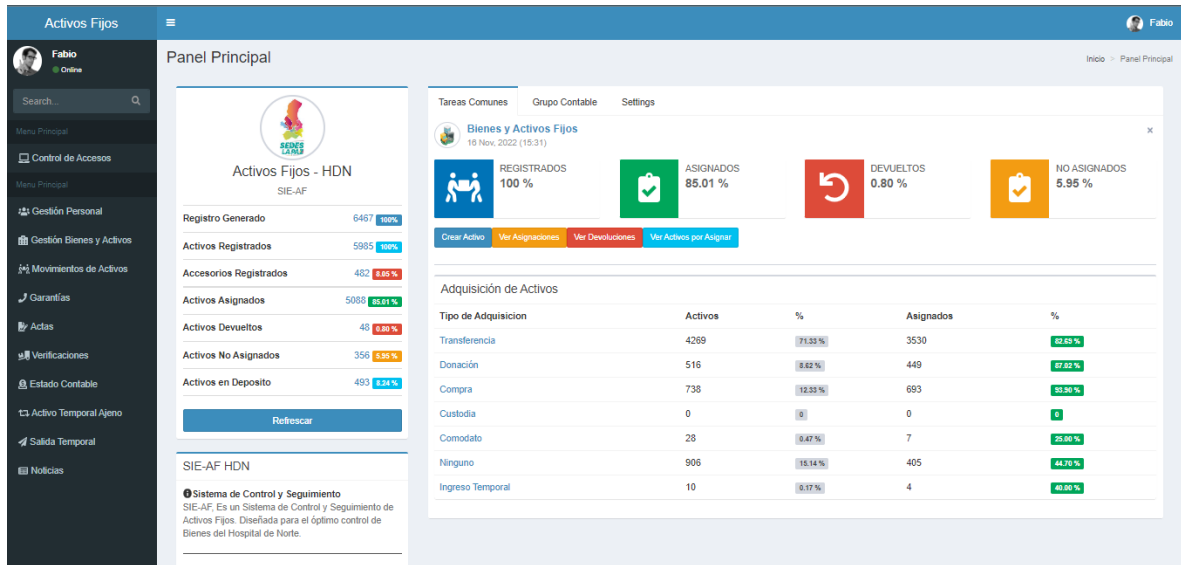 Activos Fijos
Fabio
Fabio
Online
Search...
Menu Principal
Control de Accesos
Menu Principal
Gestión Personal
Gestión Bienes y Activos
Movimientos de Activos
Garantías
Actas
Verificaciones
Estado Contable
Activo Temporal Ajeno
Salida Temporal
Noticias
Panel Principal
Inicio > Panel Principal
SEDES
LA PAZ
Activos Fijos - HDN
SIE-AF
Registro Generado 6467 100%
Activos Registrados 5985 100%
Accesorios Registrados 482 8.05 %
Activos Asignados 5088 85.01 %
Activos Devueltos 48 0.80 %
Activos No Asignados 356 5.95 %
Activos en Deposito 493 8.24 %
Refrescar
SIE-AF HDN
Sistema de Control y Seguimiento
SIE-AF, Es un Sistema de Control y Seguimiento de
Activos Fijos. Diseñada para el óptimo control de
Bienes del Hospital de Norte.
Tareas Comunes Grupo Contable Settings
Bienes y Activos Fijos
16 Nov, 2022 (15:31)
x
REGISTRADOS
100 %
ASIGNADOS
85.01 %
DEVUELTOS
0.80 %
NO ASIGNADOS
5.95 %
Crear Activo Ver Asignaciones Ver Devoluciones Ver Activos por Asignar
Adquisición de Activos
Tipo de Adquisicion Activos % Asignados %
Transferencia 4269 71.33 % 3530 82.69 %
Donación 516 8.62 % 449 87.02 %
Compra 738 12.33 % 693 93.90 %
Custodia 0 0 0 0
Comodato 28 0.47 % 7 25.00 %
Ninguno 906 15.14 % 405 44.70 %
Ingreso Temporal 10 0.17 % 4 40.00 %